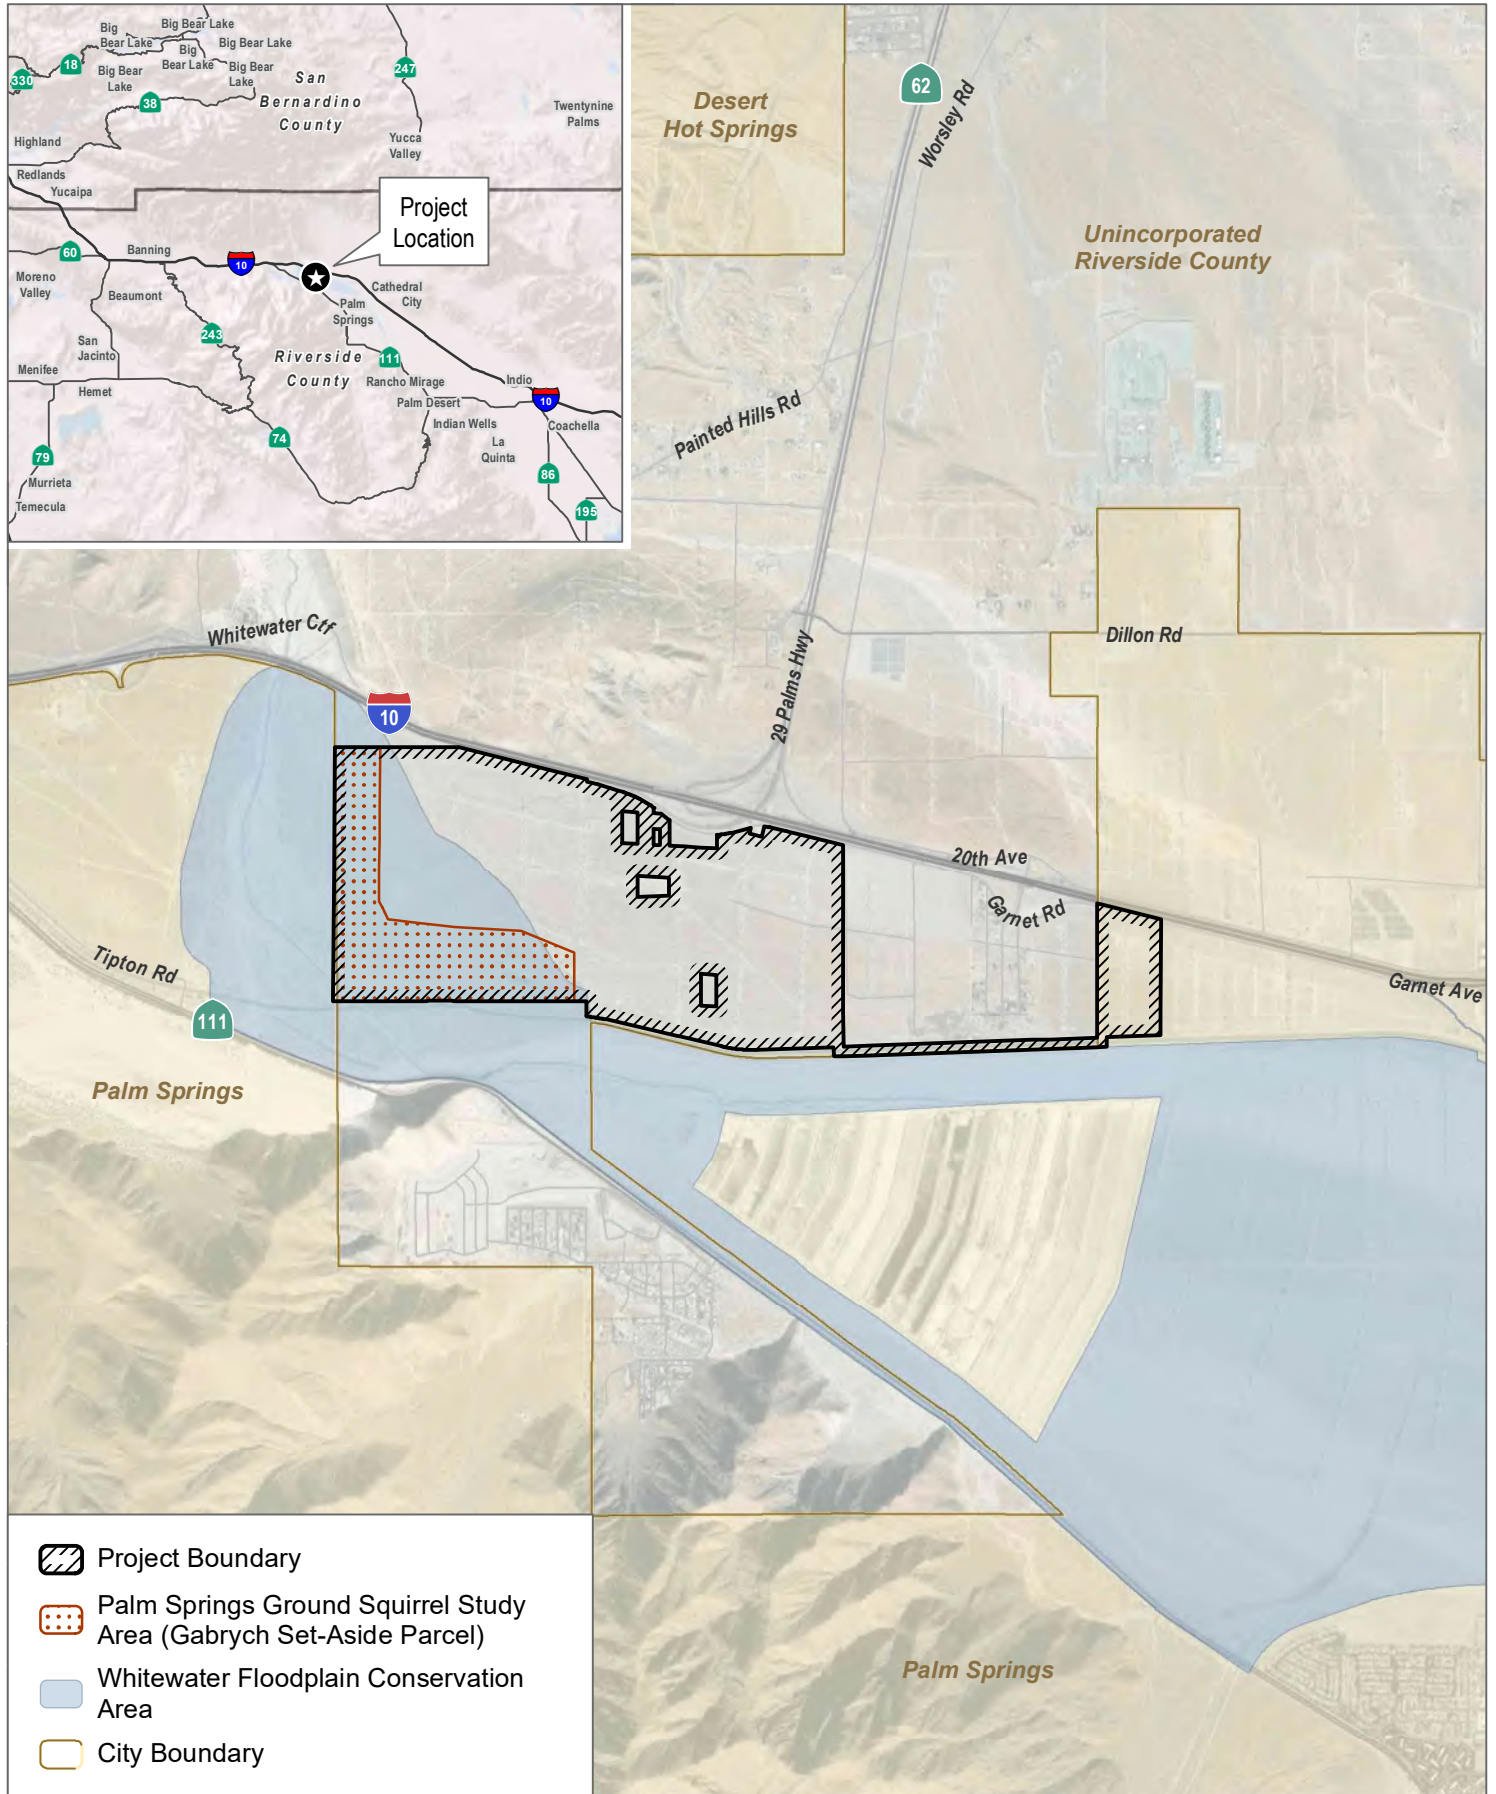 Big
Bear Lake
Big Bear Lake
Big
Bear Lake
Big Bear Lake
Big Bear
Lake
Big Bear
Lake
330
18
38
247
San
Bernardino
County
Twentynine
Palms
Yucca
Valley
Highland
Redlands
Yucaipa
Project
Location
60
Banning
10
Moreno
Valley
Beaumont
Cathedral
City
Palm
Springs
243
San
Jacinto
Riverside
County
111
Menifee
Hemet
Rancho Mirage
Indio
10
Palm Desert
Indian Wells
Coachella
La
Quinta
74
79
86
Murrieta
Temecula
195
Desert
Hot Springs
62
Worsley Rd
Unincorporated
Riverside County
Painted Hills Rd
Dillon Rd
29 Palms Hwy
Whitewater Ctf
10
20th Ave
Garnet Rd
Garnet Ave
Tipton Rd
111
Palm Springs
Palm Springs
Project Boundary
Palm Springs Ground Squirrel Study
Area (Gabrych Set-Aside Parcel)
Whitewater Floodplain Conservation
Area
City Boundary